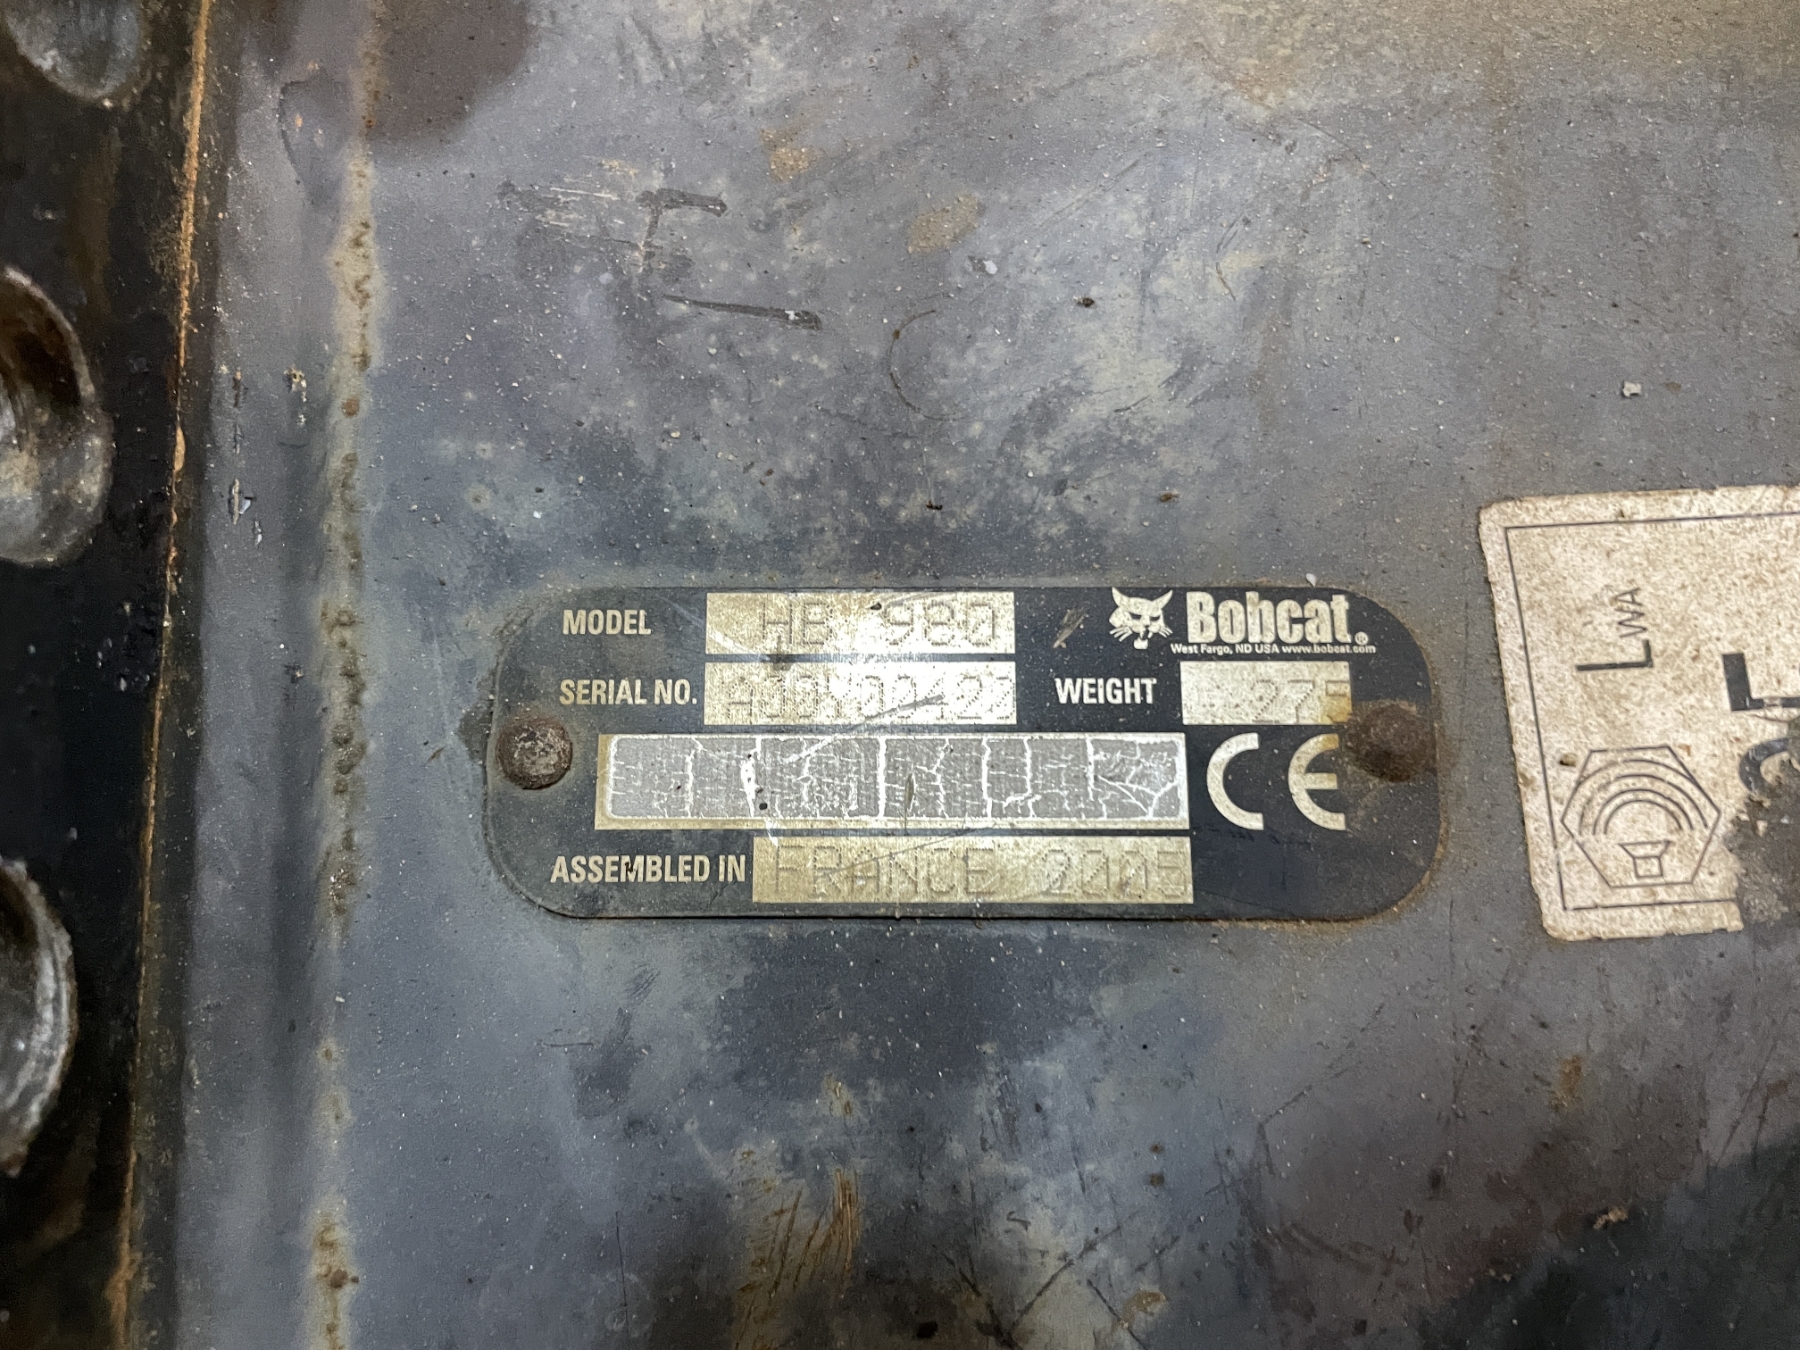 MODEL HB 980
Bobcat®
West Fargo, ND USA www.bobcat.com
SERIAL NO.
WEIGHT 275
CE
ASSEMBLED IN FRANCE 2005
LWA